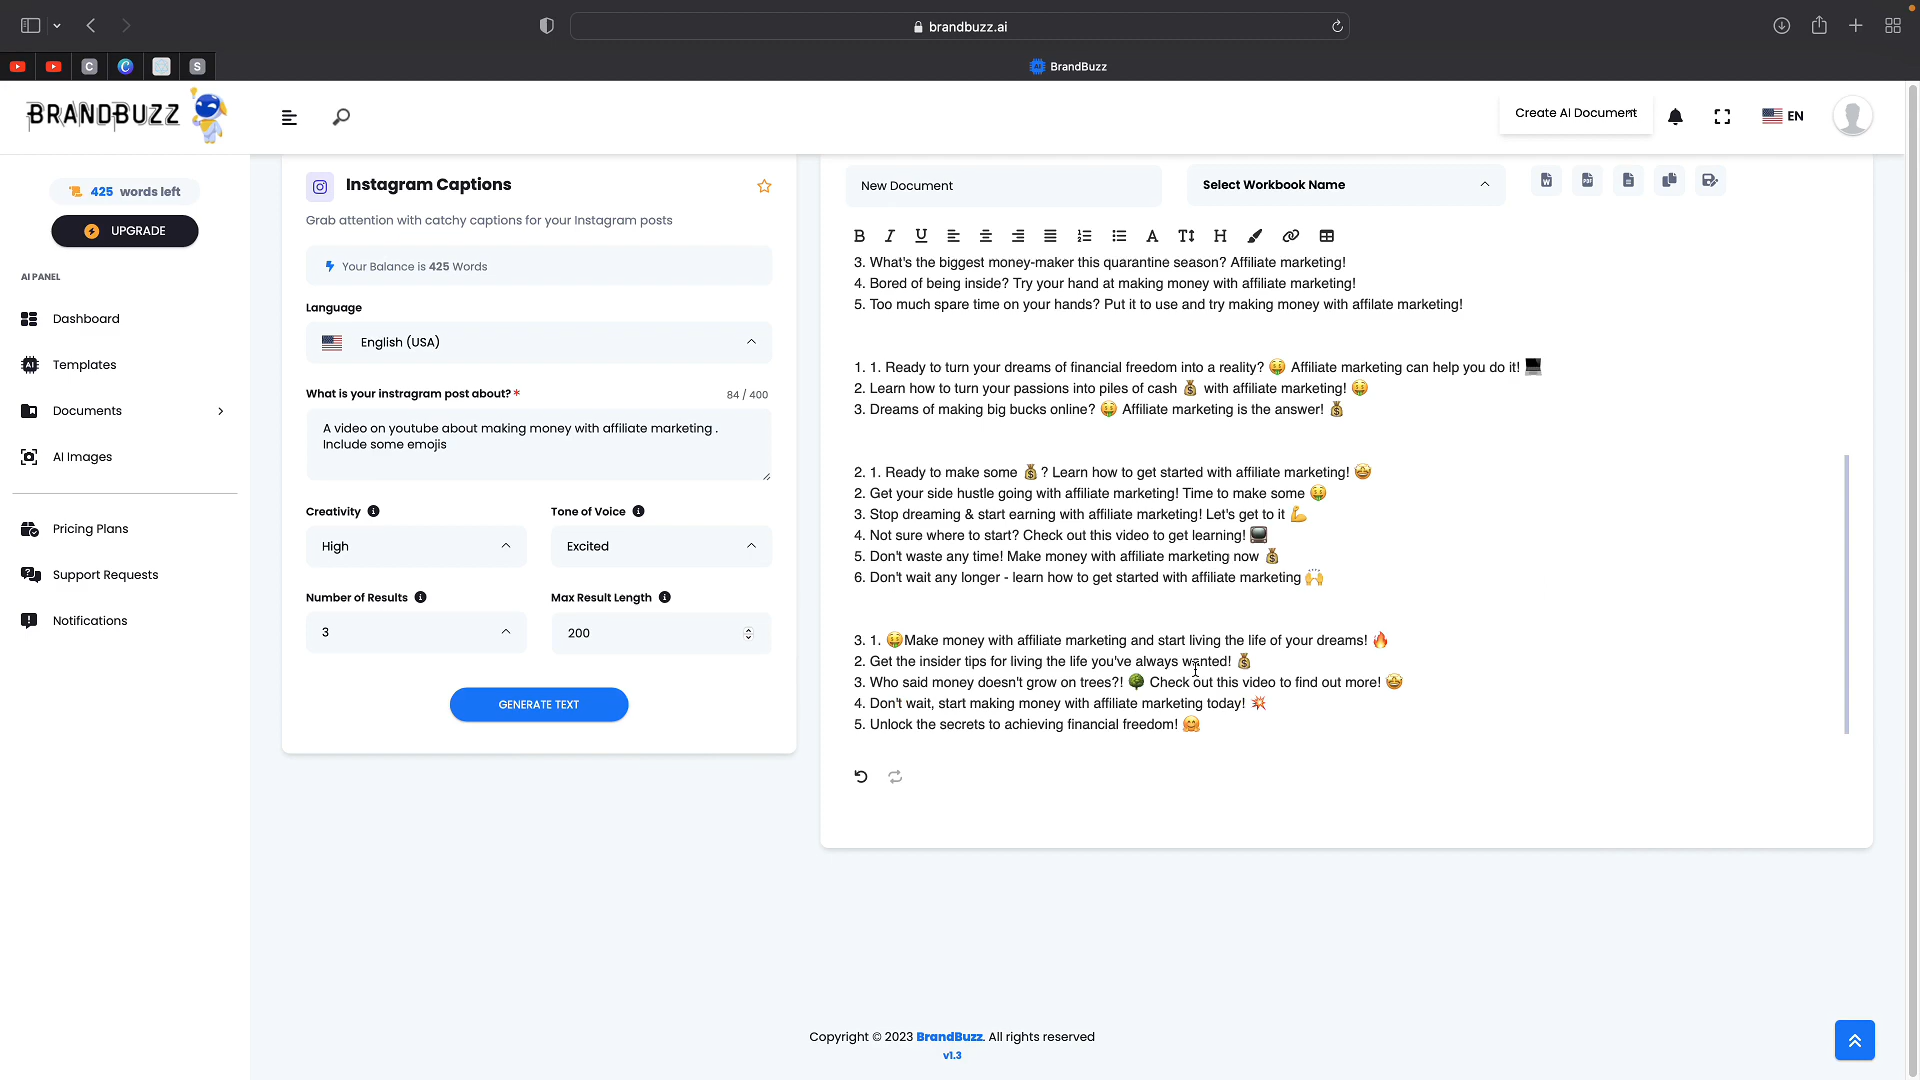 brandbuzz.ai
C
S
BrandBuzz
BRANDBUZZ
Create AI Document
EN
425 words left
UPGRADE
AI PANEL
Dashboard
Templates
Documents
AI Images
Pricing Plans
Support Requests
Notifications
Instagram Captions
Grab attention with catchy captions for your Instagram posts
Your Balance is 425 Words
Language
English (USA)
What is your instragram post about?*
84 / 400
A video on youtube about making money with affiliate marketing .
Include some emojis
Creativity
Tone of Voice
High
Excited
Number of Results
Max Result Length
3
200
GENERATE TEXT
New Document
Select Workbook Name
3. What's the biggest money-maker this quarantine season? Affiliate marketing!
4. Bored of being inside? Try your hand at making money with affiliate marketing!
5. Too much spare time on your hands? Put it to use and try making money with affilate marketing!
1. 1. Ready to turn your dreams of financial freedom into a reality? 🤑 Affiliate marketing can help you do it! 💻
2. Learn how to turn your passions into piles of cash 💰 with affiliate marketing! 🤑
3. Dreams of making big bucks online? 🤑 Affiliate marketing is the answer! 💰
2. 1. Ready to make some 💰? Learn how to get started with affiliate marketing! 🤩
2. Get your side hustle going with affiliate marketing! Time to make some 🤑
3. Stop dreaming & start earning with affiliate marketing! Let's get to it 💪
4. Not sure where to start? Check out this video to get learning! 📺
5. Don't waste any time! Make money with affiliate marketing now 💰
6. Don't wait any longer - learn how to get started with affiliate marketing 🙌
3. 1. 🤑Make money with affiliate marketing and start living the life of your dreams! 🔥
2. Get the insider tips for living the life you've always wanted! 💰
3. Who said money doesn't grow on trees?! 🌳 Check out this video to find out more! 🤩
4. Don't wait, start making money with affiliate marketing today! 💥
5. Unlock the secrets to achieving financial freedom! 🤗
Copyright © 2023 BrandBuzz. All rights reserved
v1.3